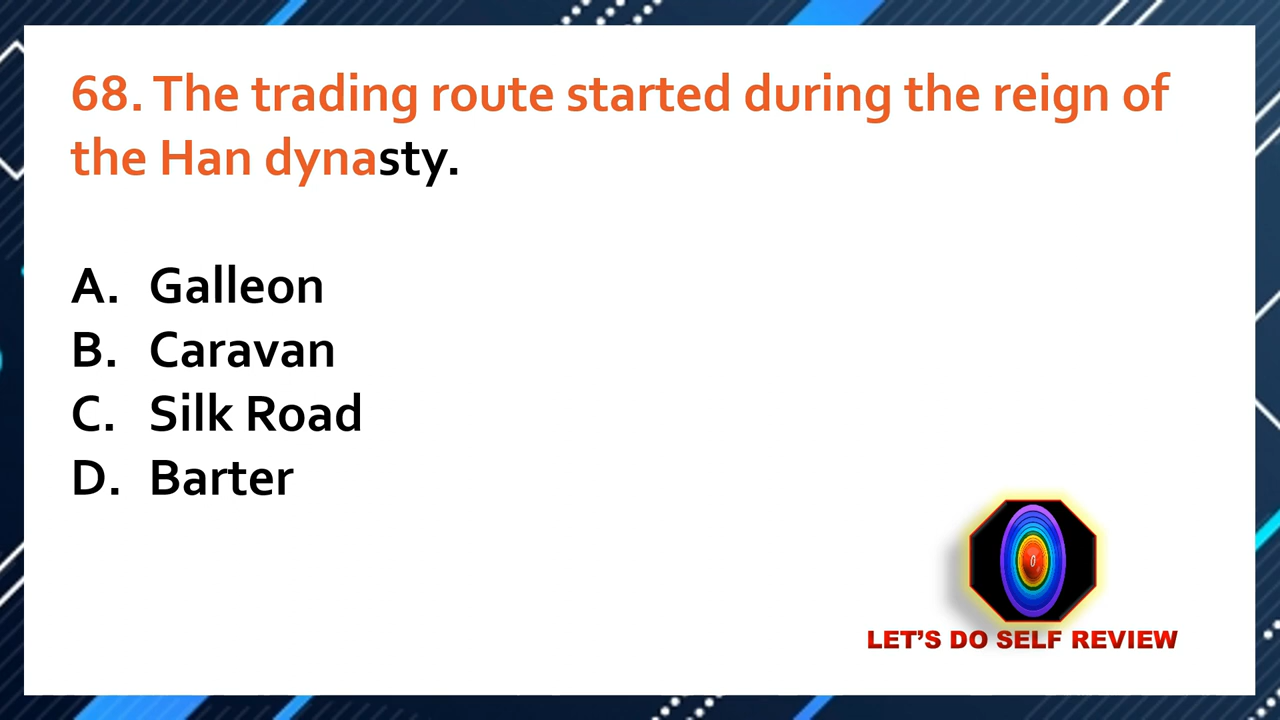 68. The trading route started during the reign of
the Han dynasty.
A. Galleon
B. Caravan
C. Silk Road
D. Barter
LET'S DO SELF REVIEW